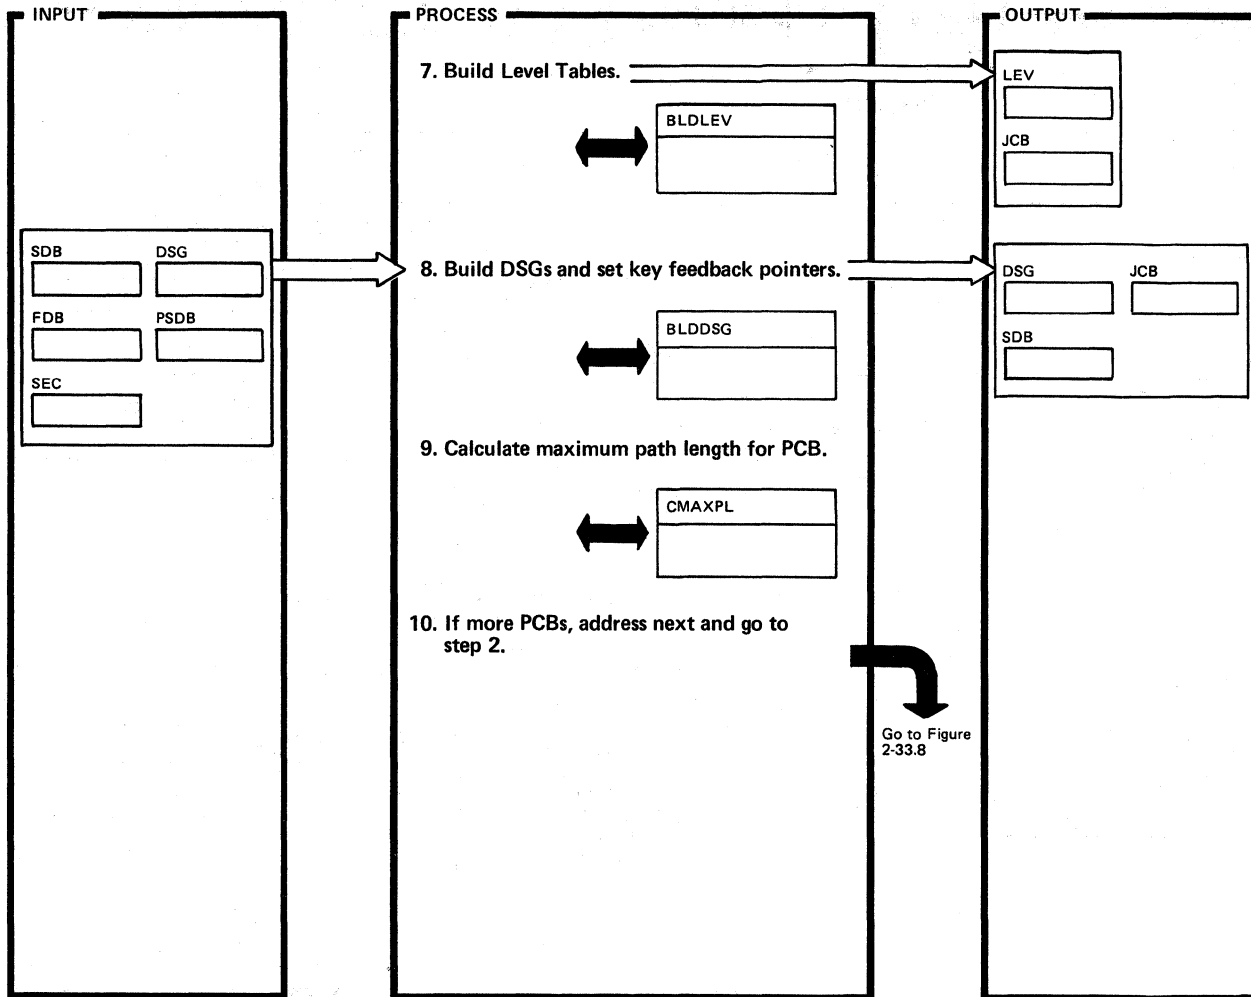 INPUT
PROCESS
OUTPUT
7. Build Level Tables.
LEV
BLDLEV
JCB
SDB DSG
8. Build DSGs and set key feedback pointers.
DSG JCB
FDB PSDB
BLDDSG
SDB
SEC
9. Calculate maximum path length for PCB.
CMAXPL
10. If more PCBs, address next and go to
step 2.
Go to Figure
2-33.8